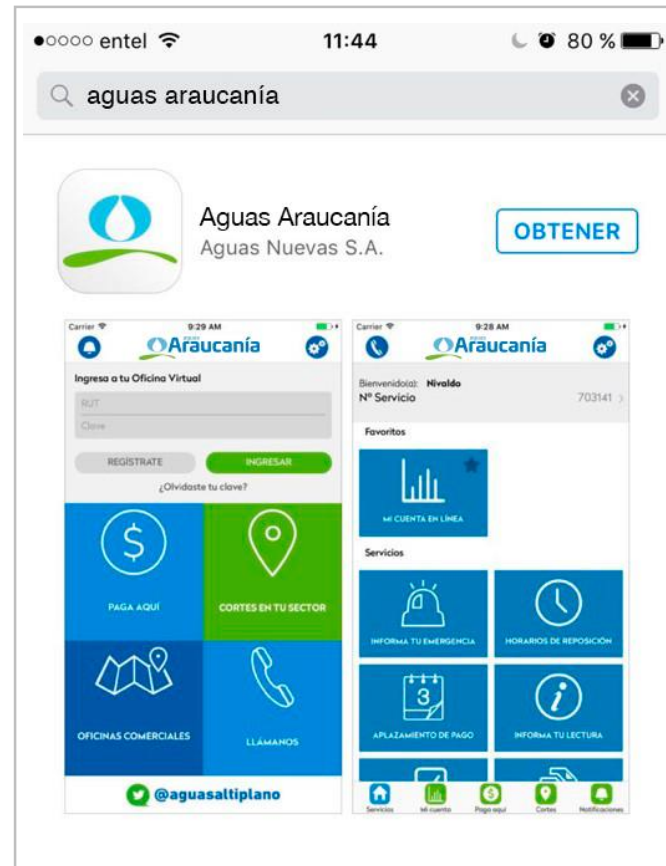 entel 11:44 80 %
aguas araucanía
Aguas Araucanía
Aguas Nuevas S.A.
OBTENER
Carrier 9:29 AM
aguas
Araucanía
Ingresa a tu Oficina Virtual
RUT
Clave
REGÍSTRATE INGRESAR
¿Olvidaste tu clave?
PAGA AQUÍ CORTES EN TU SECTOR
OFICINAS COMERCIALES LLÁMANOS
@aguasaltiplano
Carrier 9:28 AM
aguas
Araucanía
Bienvenido(a): Nivaldo
Nº Servicio 703141 >
Favoritos
MI CUENTA EN LÍNEA
Servicios
INFORMA TU EMERGENCIA HORARIOS DE REPOSICIÓN
3
APLAZAMIENTO DE PAGO INFORMA TU LECTURA
Servicios Mi cuenta Paga aquí Cortes Notificaciones